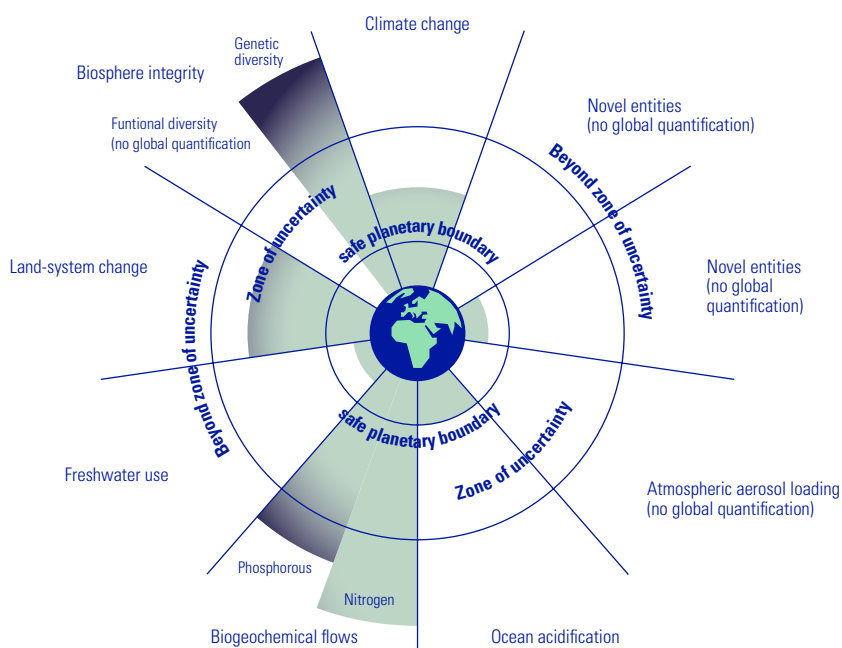 Climate change
Genetic
diversity
Biosphere integrity
Funtional diversity
(no global quantification
Novel entities
(no global quantification)
Beyond zone of uncertainty
Zone of uncertainty
safe planetary boundary
Land-system change
Novel entities
(no global
quantification)
Beyond zone of uncertainty
safe planetary boundary
Zone of uncertainty
Freshwater use
Atmospheric aerosol loading
(no global quantification)
Phosphorous
Nitrogen
Biogeochemical flows
Ocean acidification